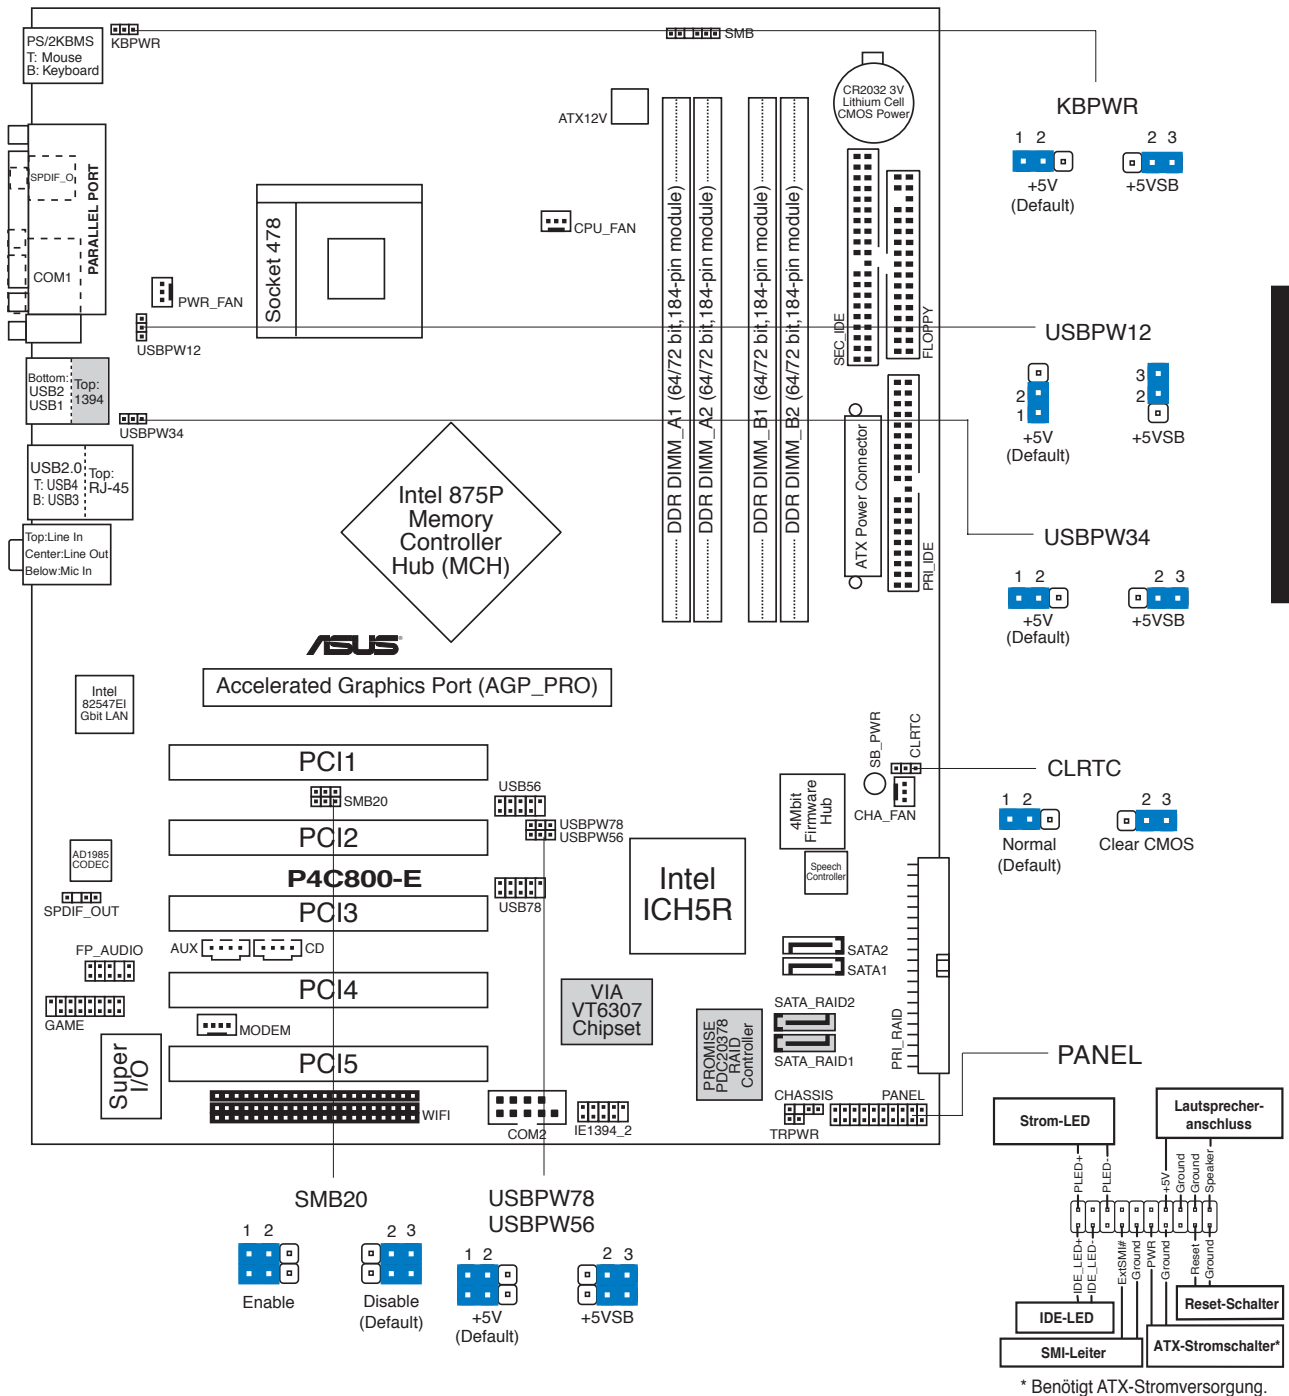 PS/2KBMS
T: Mouse
B: Keyboard
KBPWR
SMB
CR2032 3V
Lithium Cell
CMOS Power
ATX12V
KBPWR
1 2
2 3
+5V
(Default)
+5VSB
SPDIF_O
PARALLEL PORT
COM1
Socket 478
CPU_FAN
PWR_FAN
USBPW12
DDR DIMM_A1 (64/72 bit,184-pin module)
DDR DIMM_A2 (64/72 bit,184-pin module)
DDR DIMM_B1 (64/72 bit,184-pin module)
DDR DIMM_B2 (64/72 bit,184-pin module)
SEC_IDE
FLOPPY
USBPW12
2
1
3
2
+5V
(Default)
+5VSB
Bottom:
USB2
USB1
Top:
1394
USBPW34
USB2.0
T: USB4
B: USB3
Top:
RJ-45
Top:Line In
Center:Line Out
Below:Mic In
Intel 875P
Memory
Controller
Hub (MCH)
ATX Power Connector
PRI_IDE
USBPW34
1 2
2 3
+5V
(Default)
+5VSB
ASUS
Accelerated Graphics Port (AGP_PRO)
Intel
82547EI
Gbit LAN
PCI1
SMB20
USB56
USBPW78
USBPW56
PCI2
SB_PWR
CLRTC
CHA_FAN
4Mbit
Firmware
Hub
Speech
Controller
CLRTC
1 2
2 3
Normal
(Default)
Clear CMOS
AD1985
CODEC
P4C800-E
SPDIF_OUT
PCI3
USB78
Intel
ICH5R
AUX
CD
FP_AUDIO
SATA2
SATA1
PCI4
GAME
MODEM
VIA
VT6307
Chipset
SATA_RAID2
SATA_RAID1
PROMISE
PDC20378
RAID
Controller
PRI_RAID
Super
I/O
PCI5
WIFI
COM2
IE1394_2
CHASSIS
TRPWR
PANEL
PANEL
Strom-LED
Lautsprecher-
anschluss
PLED+
PLED-
+5V
Ground
Ground
Speaker
IDE_LED+
IDE_LED-
ExtSMI#
Ground
PWR
Ground
Reset
Ground
IDE-LED
Reset-Schalter
SMI-Leiter
ATX-Stromschalter*
* Benötigt ATX-Stromversorgung.
SMB20
1 2
2 3
Enable
Disable
(Default)
USBPW78
USBPW56
1 2
2 3
+5V
(Default)
+5VSB